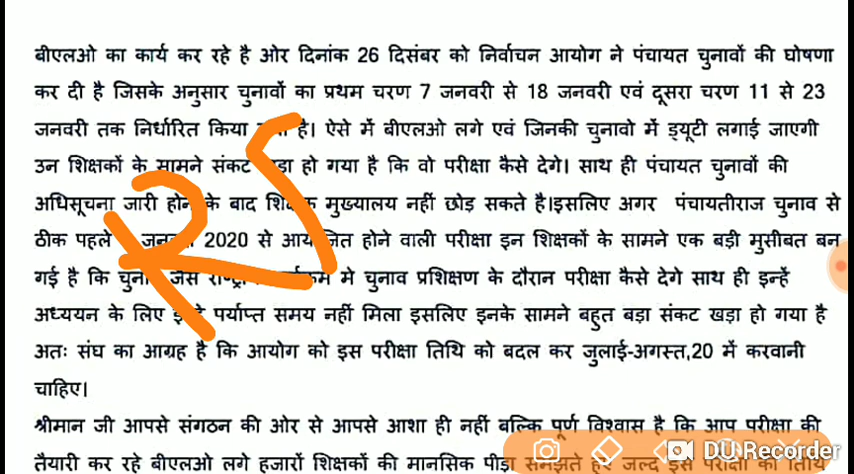 बीएलओ का कार्य कर रहे है ओर दिनांक 26 दिसंबर को निर्वाचन आयोग ने पंचायत चुनावों की घोषणा
कर दी है जिसके अनुसार चुनावों का प्रथम चरण 7 जनवरी से 18 जनवरी एवं दूसरा चरण 11 से 23
जनवरी तक निर्धारित किया है। ऐसे में बीएलओ लगे एवं जिनकी चुनावो में ड्यूटी लगाई जाएगी
उन शिक्षकों के सामने संकट हो गया है कि वो परीक्षा कैसे देगे। साथ ही पंचायत चुनावों की
अधिसूचना जारी के बाद मुख्यालय नहीं छोड़ सकते है।इसलिए अगर पंचायतीराज चुनाव से
ठीक पहले 2020 से होने वाली परीक्षा इन शिक्षकों के सामने एक बड़ी मुसीबत बन
गई है कि मे चुनाव प्रशिक्षण के दौरान परीक्षा कैसे देगे साथ ही इन्हें
अध्ययन के लिए पर्याप्त समय नहीं मिला इसलिए इनके सामने बहुत बड़ा संकट खड़ा हो गया है
अतः संघ का आग्रह है कि आयोग को इस परीक्षा तिथि को बदल कर जुलाई-अगस्त,20 में करवानी
चाहिए।
श्रीमान जी आपसे संगठन की ओर से आपसे आशा ही नहीं बल्कि पूर्ण विश्वास है कि आप परीक्षा की
तैयारी कर रहे बीएलओ लगे हजारों शिक्षकों की मानसिक पीड़ा
RS
DU Recorder